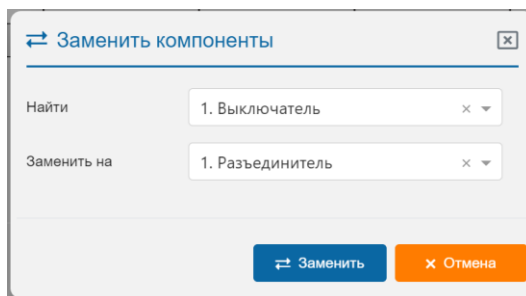 Заменить компоненты
Найти
1. Выключатель
Заменить на
1. Разъединитель
Заменить
Отмена